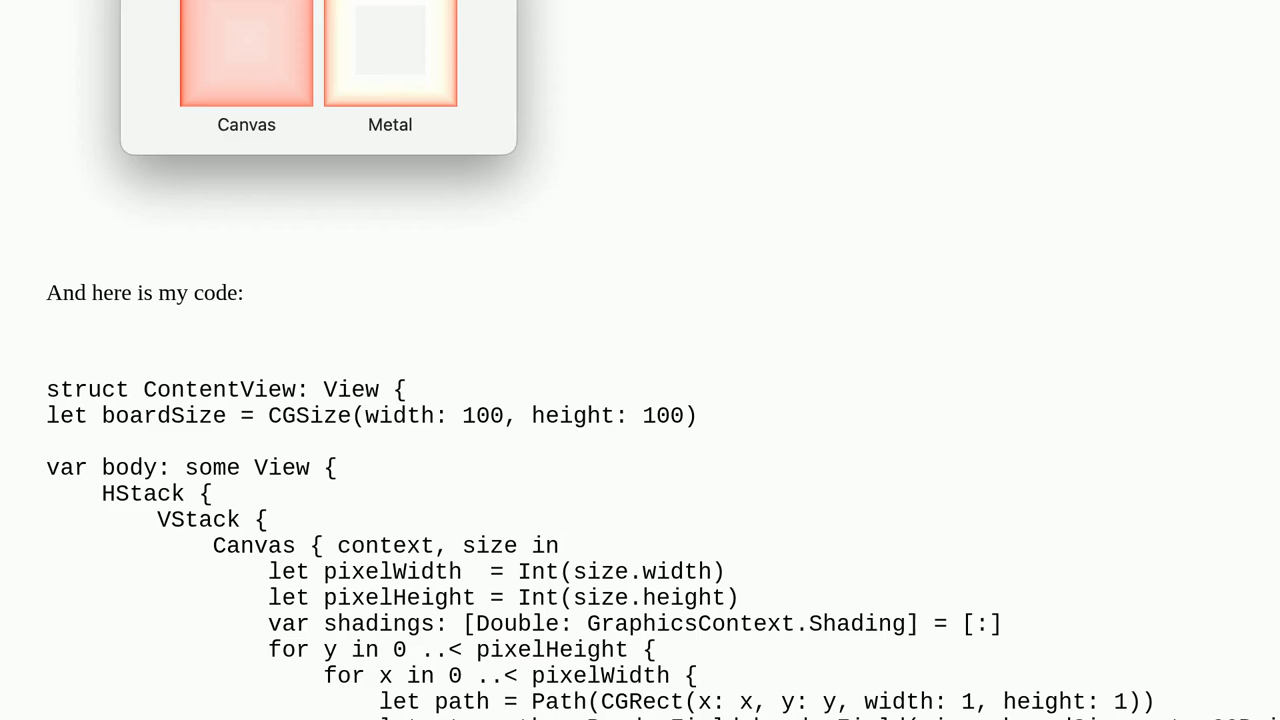 Canvas Metal
And here is my code:
struct ContentView: View {
let boardSize = CGSize(width: 100, height: 100)
var body: some View {
    HStack {
        VStack {
            Canvas { context, size in
                let pixelWidth  = Int(size.width)
                let pixelHeight = Int(size.height)
                var shadings: [Double: GraphicsContext.Shading] = [:]
                for y in 0 ..< pixelHeight {
                    for x in 0 ..< pixelWidth {
                        let path = Path(CGRect(x: x, y: y, width: 1, height: 1))